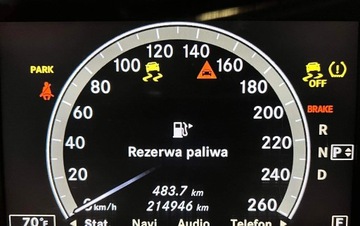 120 140
PARK 100 160 OFF
80 180
BRAKE
60 200
R
40 Rezerwa paliwa 220 N P
20 240 D
483.7 km
0 km/h 214946 km 260
70°F Stat Navi Audio Telefon F